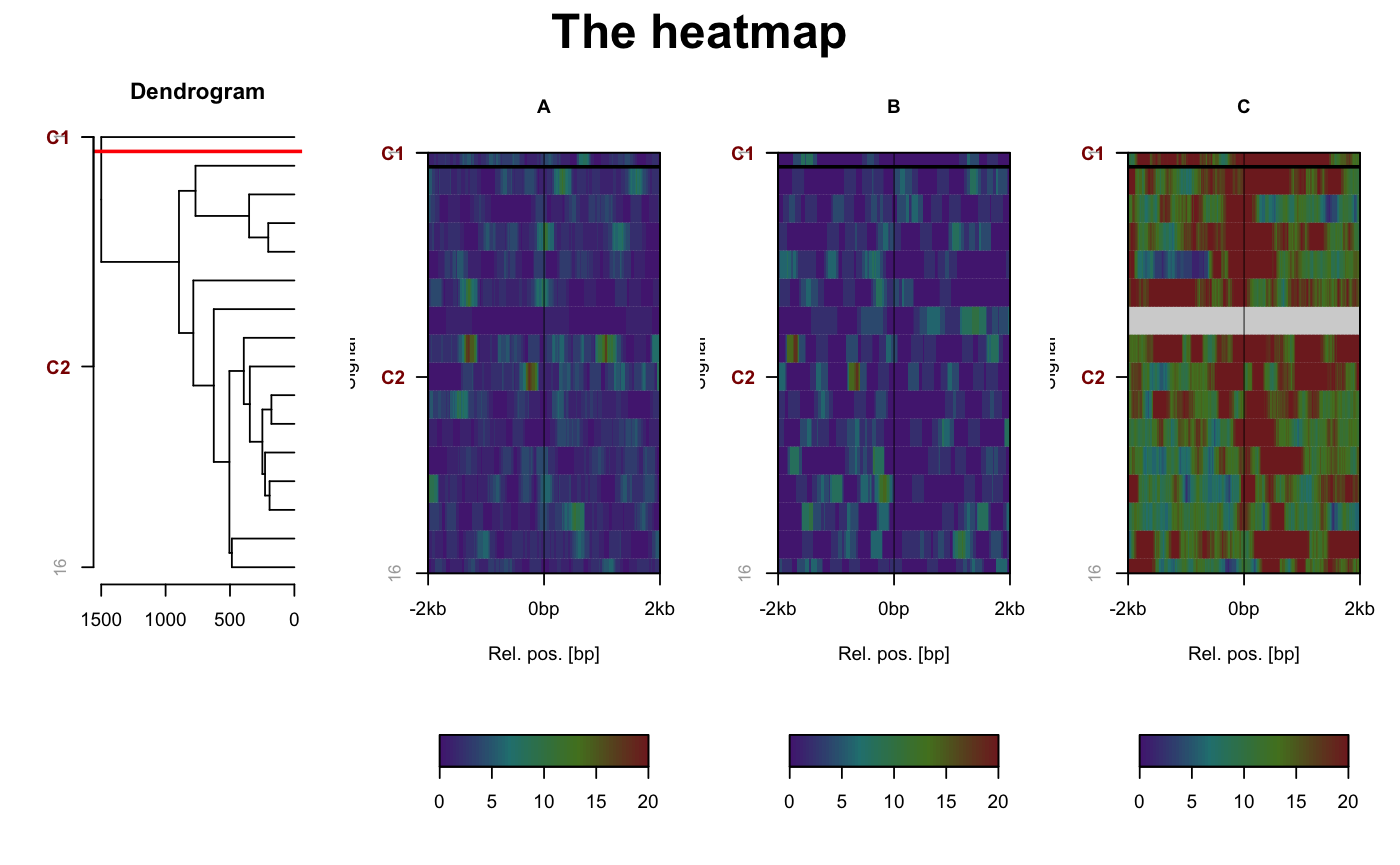 The heatmap
Dendrogram
A
B
C
C1
C2
16
1500 1000 500 0
C1
C2
16
-2kb 0bp 2kb
Rel. pos. [bp]
0 5 10 15 20
C1
C2
16
-2kb 0bp 2kb
Rel. pos. [bp]
0 5 10 15 20
C1
C2
16
-2kb 0bp 2kb
Rel. pos. [bp]
0 5 10 15 20